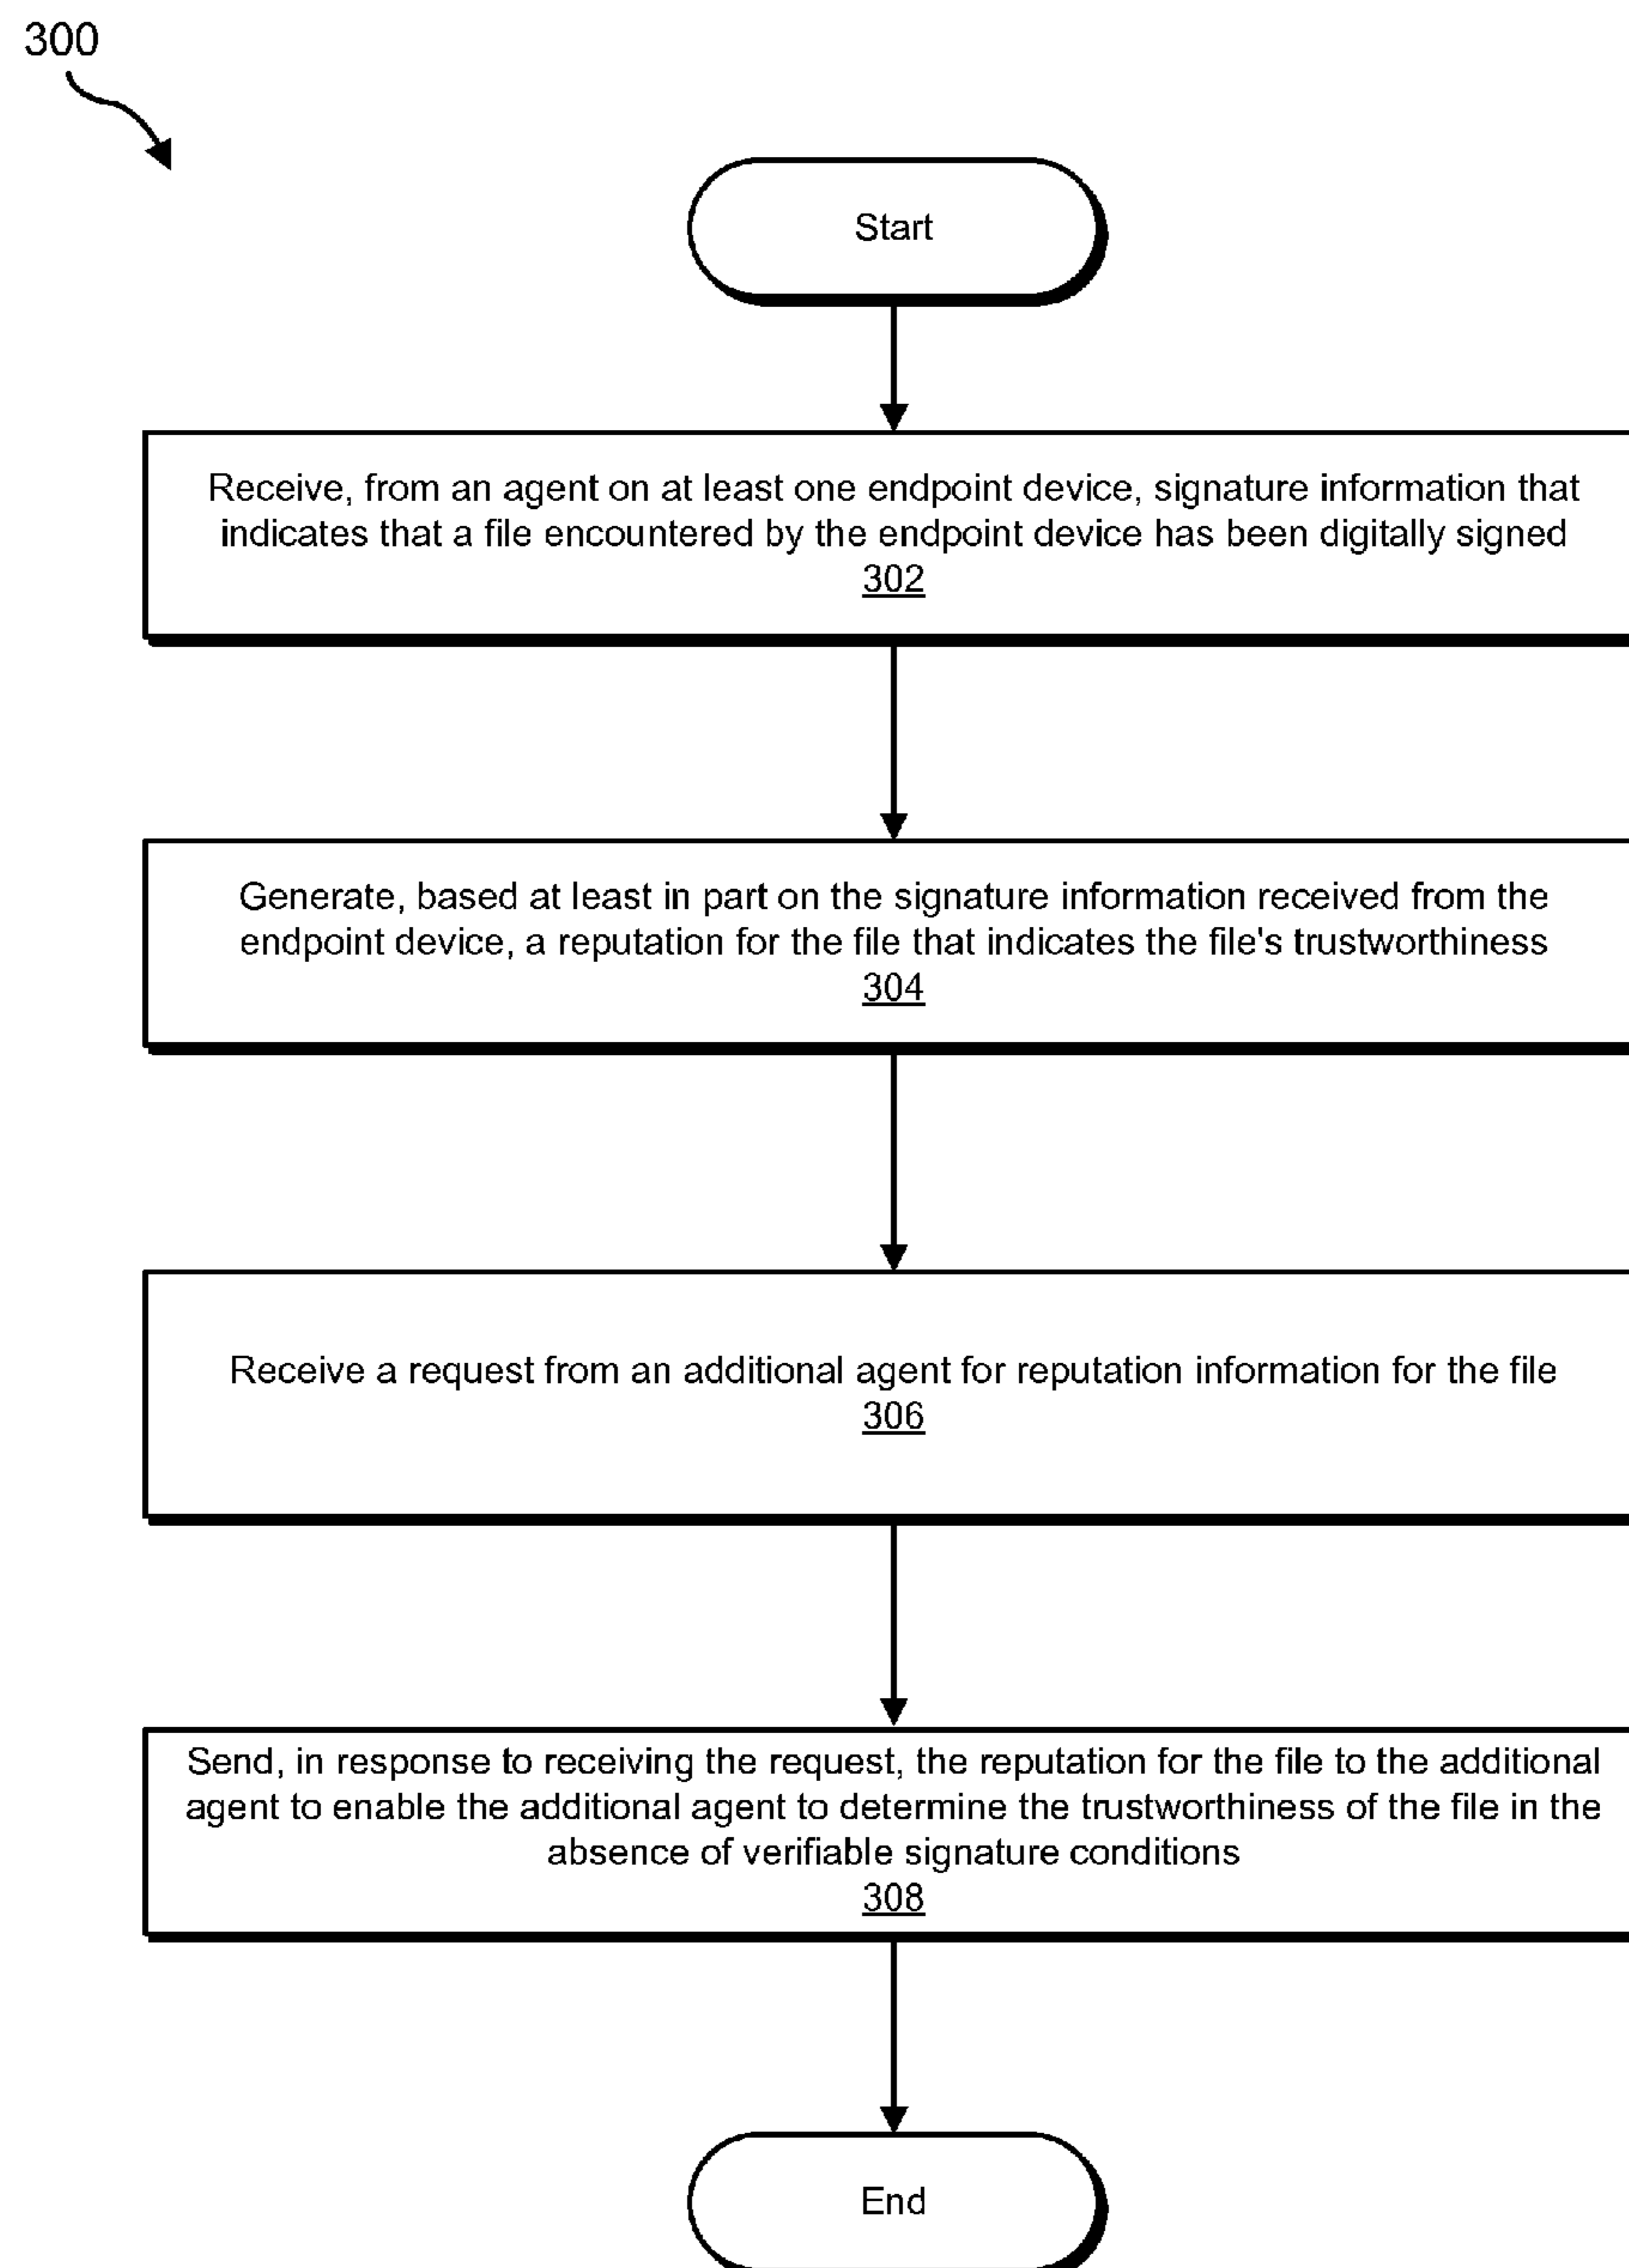 300
Start
Receive, from an agent on at least one endpoint device, signature information that
indicates that a file encountered by the endpoint device has been digitally signed
302
Generate, based at least in part on the signature information received from the
endpoint device, a reputation for the file that indicates the file's trustworthiness
304
Receive a request from an additional agent for reputation information for the file
306
Send, in response to receiving the request, the reputation for the file to the additional
agent to enable the additional agent to determine the trustworthiness of the file in the
absence of verifiable signature conditions
308
End